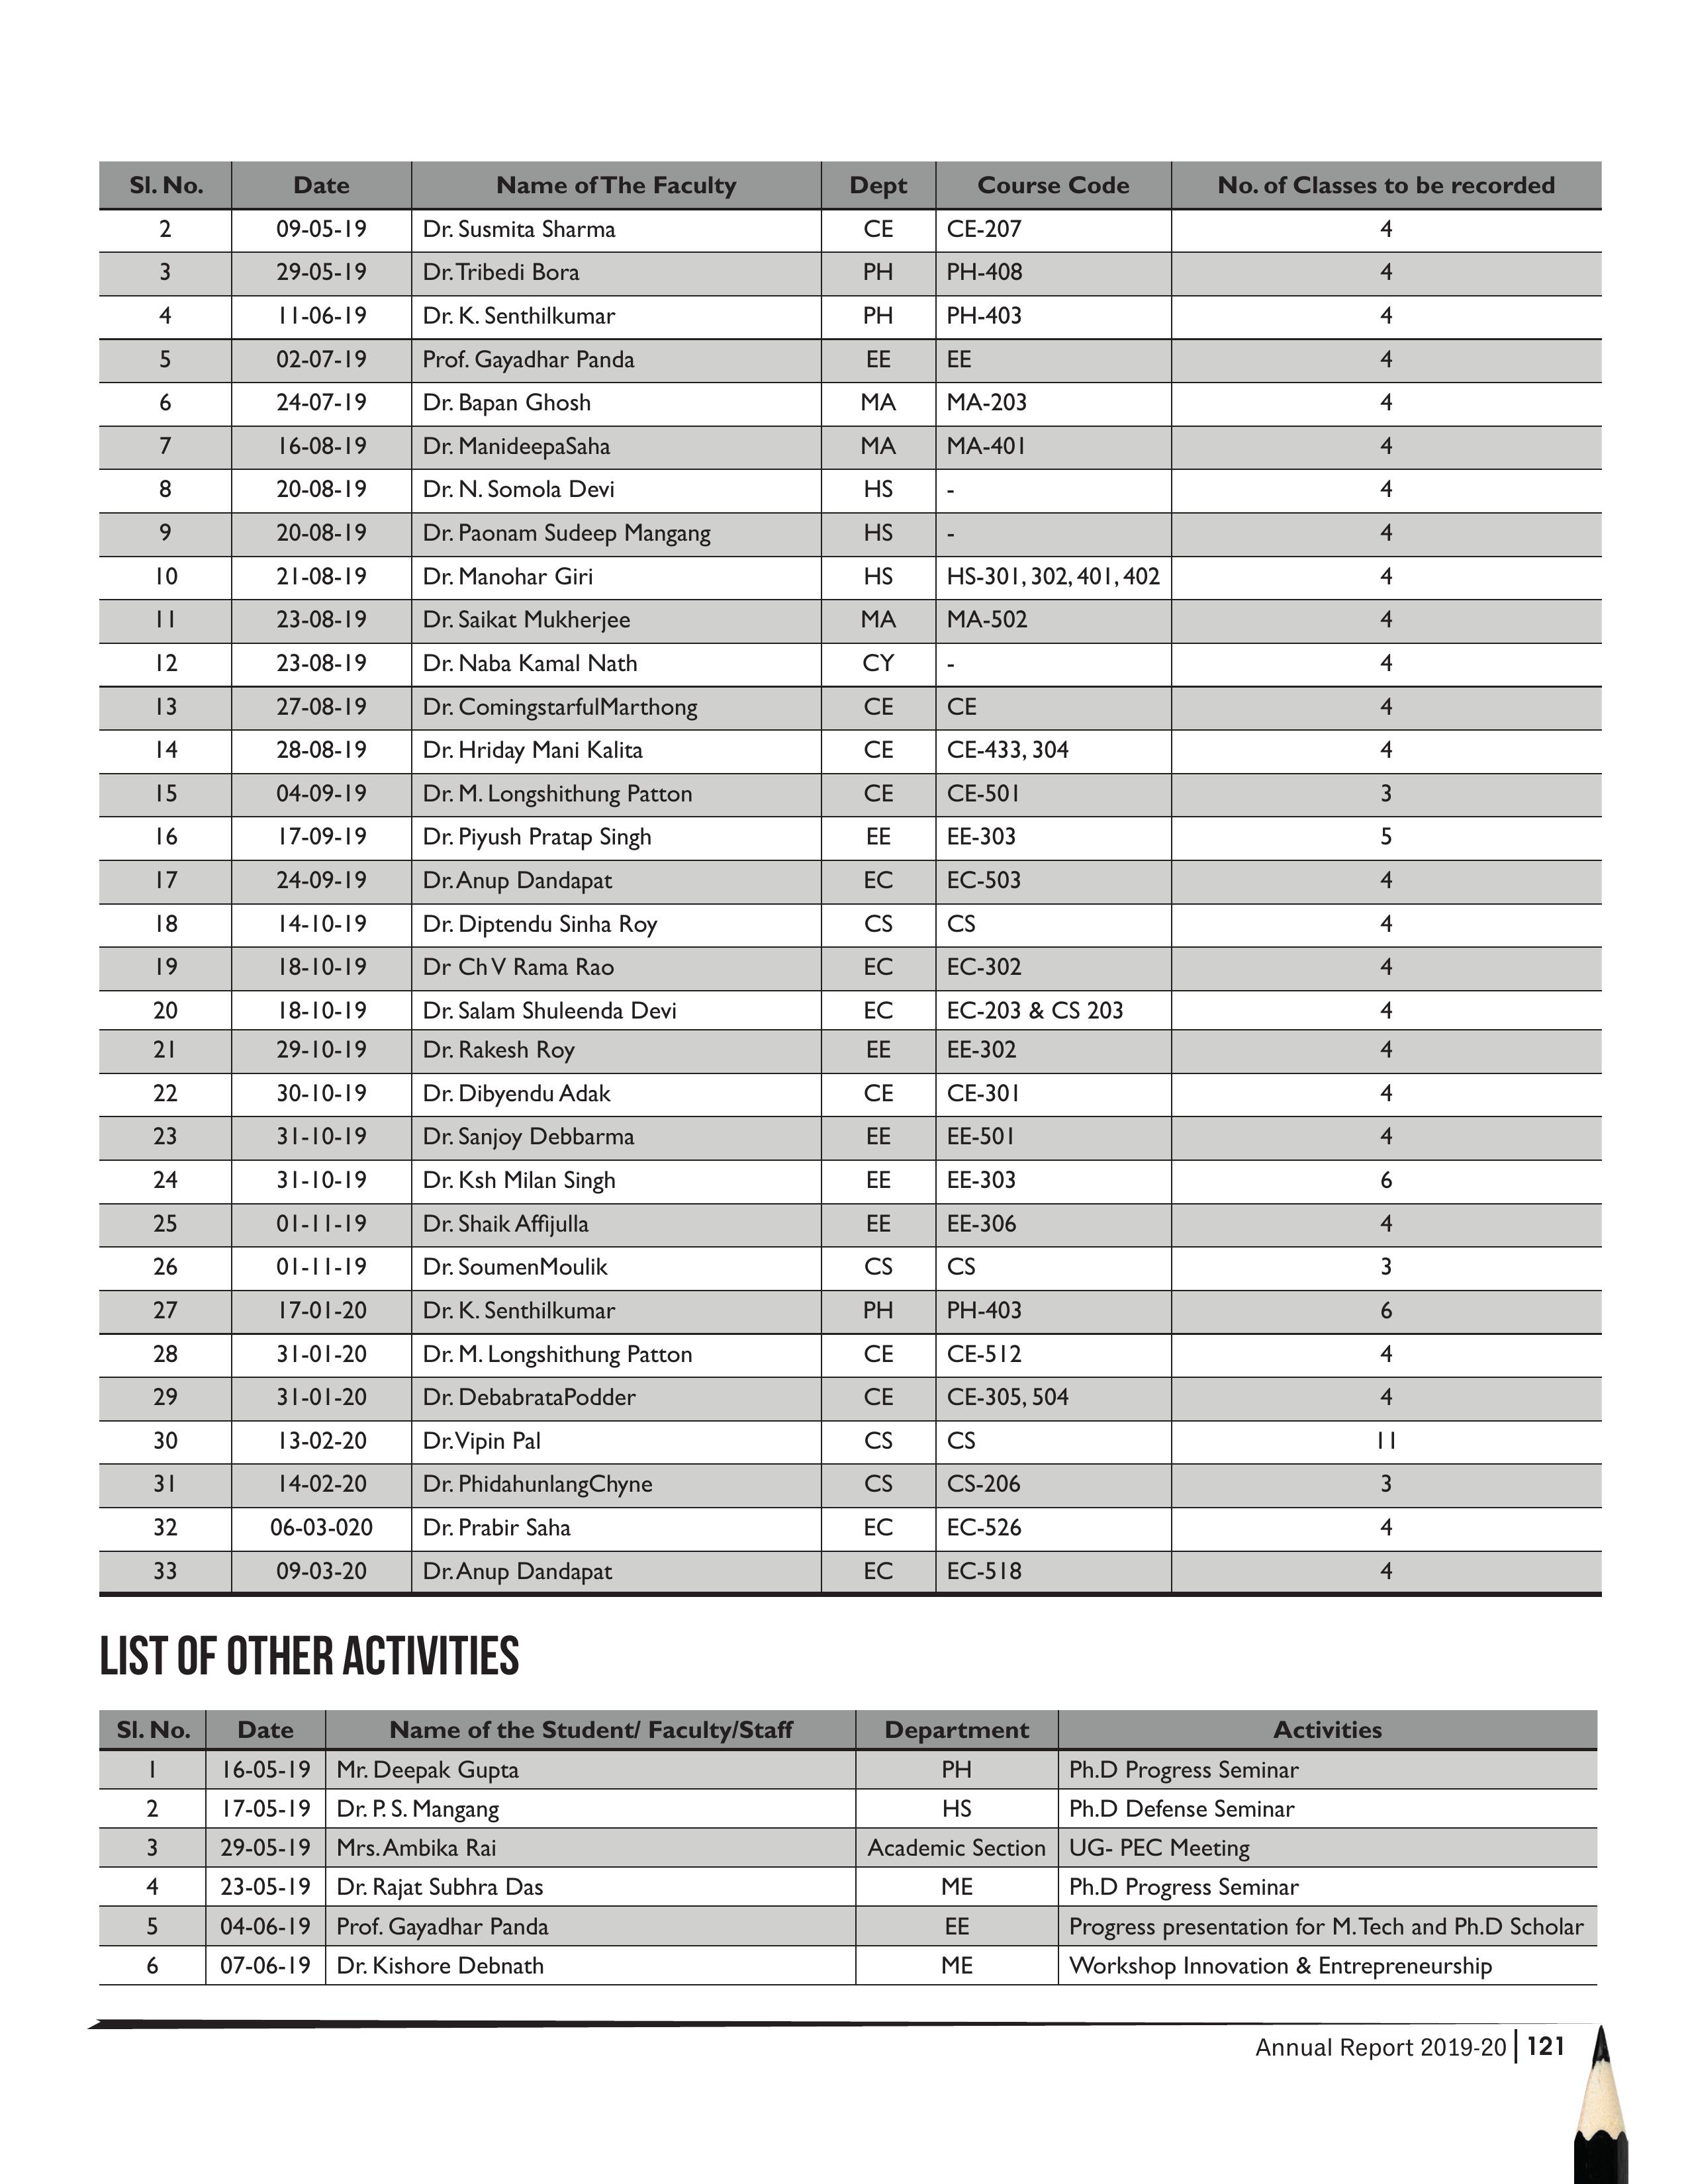 Sl. No. Date Name of The Faculty Dept Course Code No. of Classes to be recorded
2 09-05-19 Dr. Susmita Sharma CE CE-207 4
3 29-05-19 Dr. Tribedi Bora PH PH-408 4
4 11-06-19 Dr. K. Senthilkumar PH PH-403 4
5 02-07-19 Prof. Gayadhar Panda EE EE 4
6 24-07-19 Dr. Bapan Ghosh MA MA-203 4
7 16-08-19 Dr. ManideepaSaha MA MA-401 4
8 20-08-19 Dr. N. Somola Devi HS - 4
9 20-08-19 Dr. Paonam Sudeep Mangang HS - 4
10 21-08-19 Dr. Manohar Giri HS HS-301, 302, 401, 402 4
11 23-08-19 Dr. Saikat Mukherjee MA MA-502 4
12 23-08-19 Dr. Naba Kamal Nath CY - 4
13 27-08-19 Dr. ComingstarfulMarthong CE CE 4
14 28-08-19 Dr. Hriday Mani Kalita CE CE-433, 304 4
15 04-09-19 Dr. M. Longshithung Patton CE CE-501 3
16 17-09-19 Dr. Piyush Pratap Singh EE EE-303 5
17 24-09-19 Dr. Anup Dandapat EC EC-503 4
18 14-10-19 Dr. Diptendu Sinha Roy CS CS 4
19 18-10-19 Dr Ch V Rama Rao EC EC-302 4
20 18-10-19 Dr. Salam Shuleenda Devi EC EC-203 & CS 203 4
21 29-10-19 Dr. Rakesh Roy EE EE-302 4
22 30-10-19 Dr. Dibyendu Adak CE CE-301 4
23 31-10-19 Dr. Sanjoy Debbarma EE EE-501 4
24 31-10-19 Dr. Ksh Milan Singh EE EE-303 6
25 01-11-19 Dr. Shaik Affijulla EE EE-306 4
26 01-11-19 Dr. SoumenMoulik CS CS 3
27 17-01-20 Dr. K. Senthilkumar PH PH-403 6
28 31-01-20 Dr. M. Longshithung Patton CE CE-512 4
29 31-01-20 Dr. DebabrataPodder CE CE-305, 504 4
30 13-02-20 Dr. Vipin Pal CS CS 11
31 14-02-20 Dr. PhidahunlangChyne CS CS-206 3
32 06-03-020 Dr. Prabir Saha EC EC-526 4
33 09-03-20 Dr. Anup Dandapat EC EC-518 4
LIST OF OTHER ACTIVITIES
Sl. No. Date Name of the Student/ Faculty/Staff Department Activities
1 16-05-19 Mr. Deepak Gupta PH Ph.D Progress Seminar
2 17-05-19 Dr. P. S. Mangang HS Ph.D Defense Seminar
3 29-05-19 Mrs. Ambika Rai Academic Section UG- PEC Meeting
4 23-05-19 Dr. Rajat Subhra Das ME Ph.D Progress Seminar
5 04-06-19 Prof. Gayadhar Panda EE Progress presentation for M.Tech and Ph.D Scholar
6 07-06-19 Dr. Kishore Debnath ME Workshop Innovation & Entrepreneurship
Annual Report 2019-20 | 121